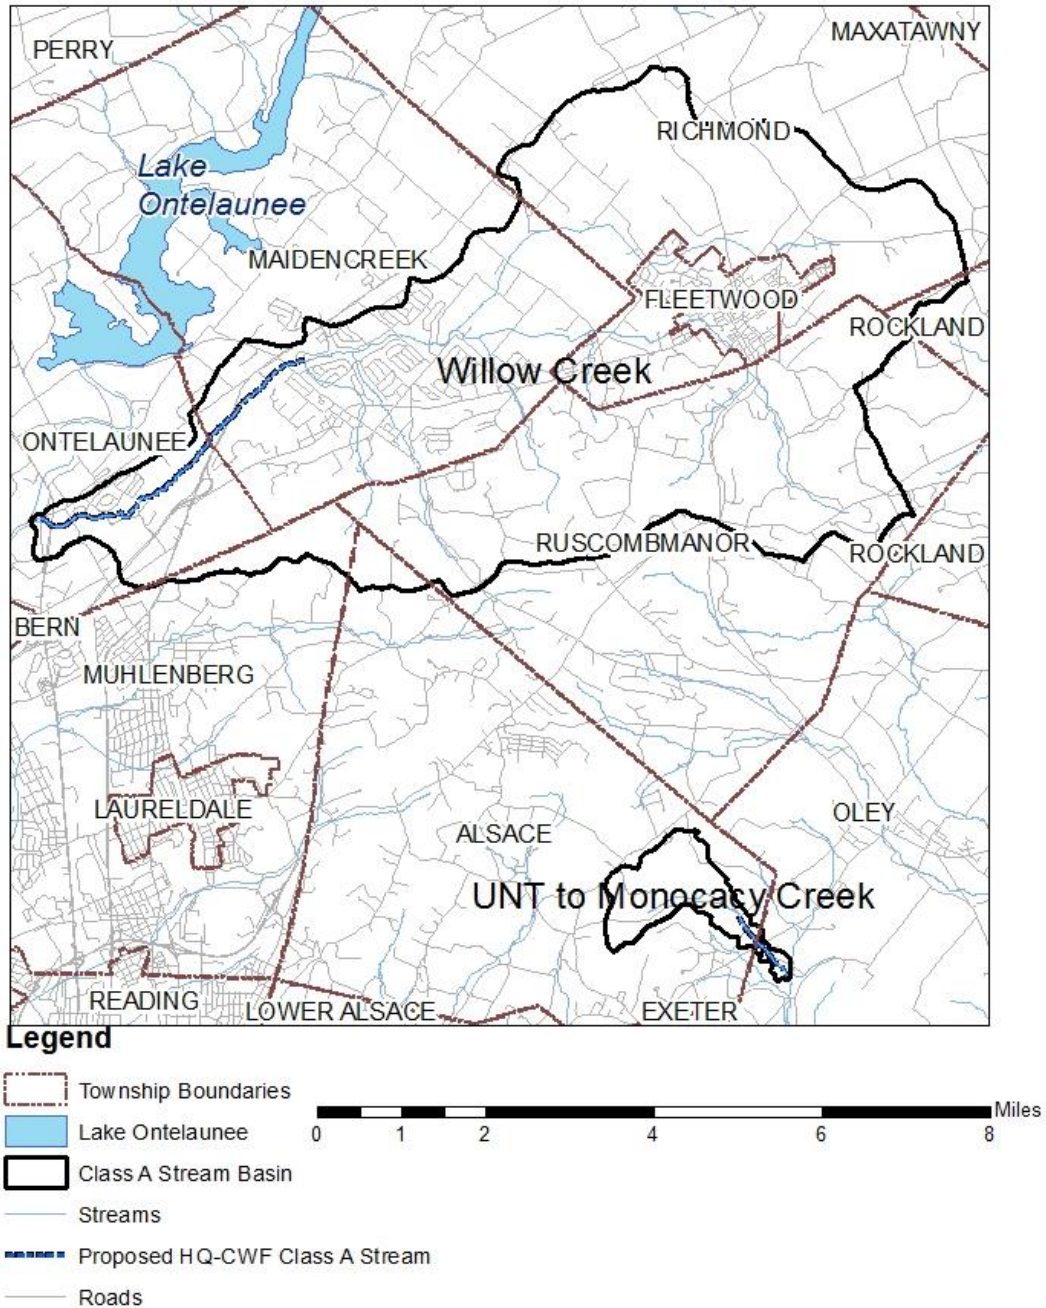 PERRY
MAXATAWNY
RICHMOND
Lake
Ontelaunee
MAIDENCREEK
FLEETWOOD
ROCKLAND
Willow Creek
ONTELAUNEE
RUSCOMBMANOR
ROCKLAND
BERN
MUHLENBERG
LAURELDALE
ALSACE
OLEY
UNT to Monocacy Creek
READING
LOWER ALSACE
EXETER
Legend
Township Boundaries
Lake Ontelaunee
Class A Stream Basin
Streams
Proposed HQ-CWF Class A Stream
Roads
Miles
0 1 2 4 6 8